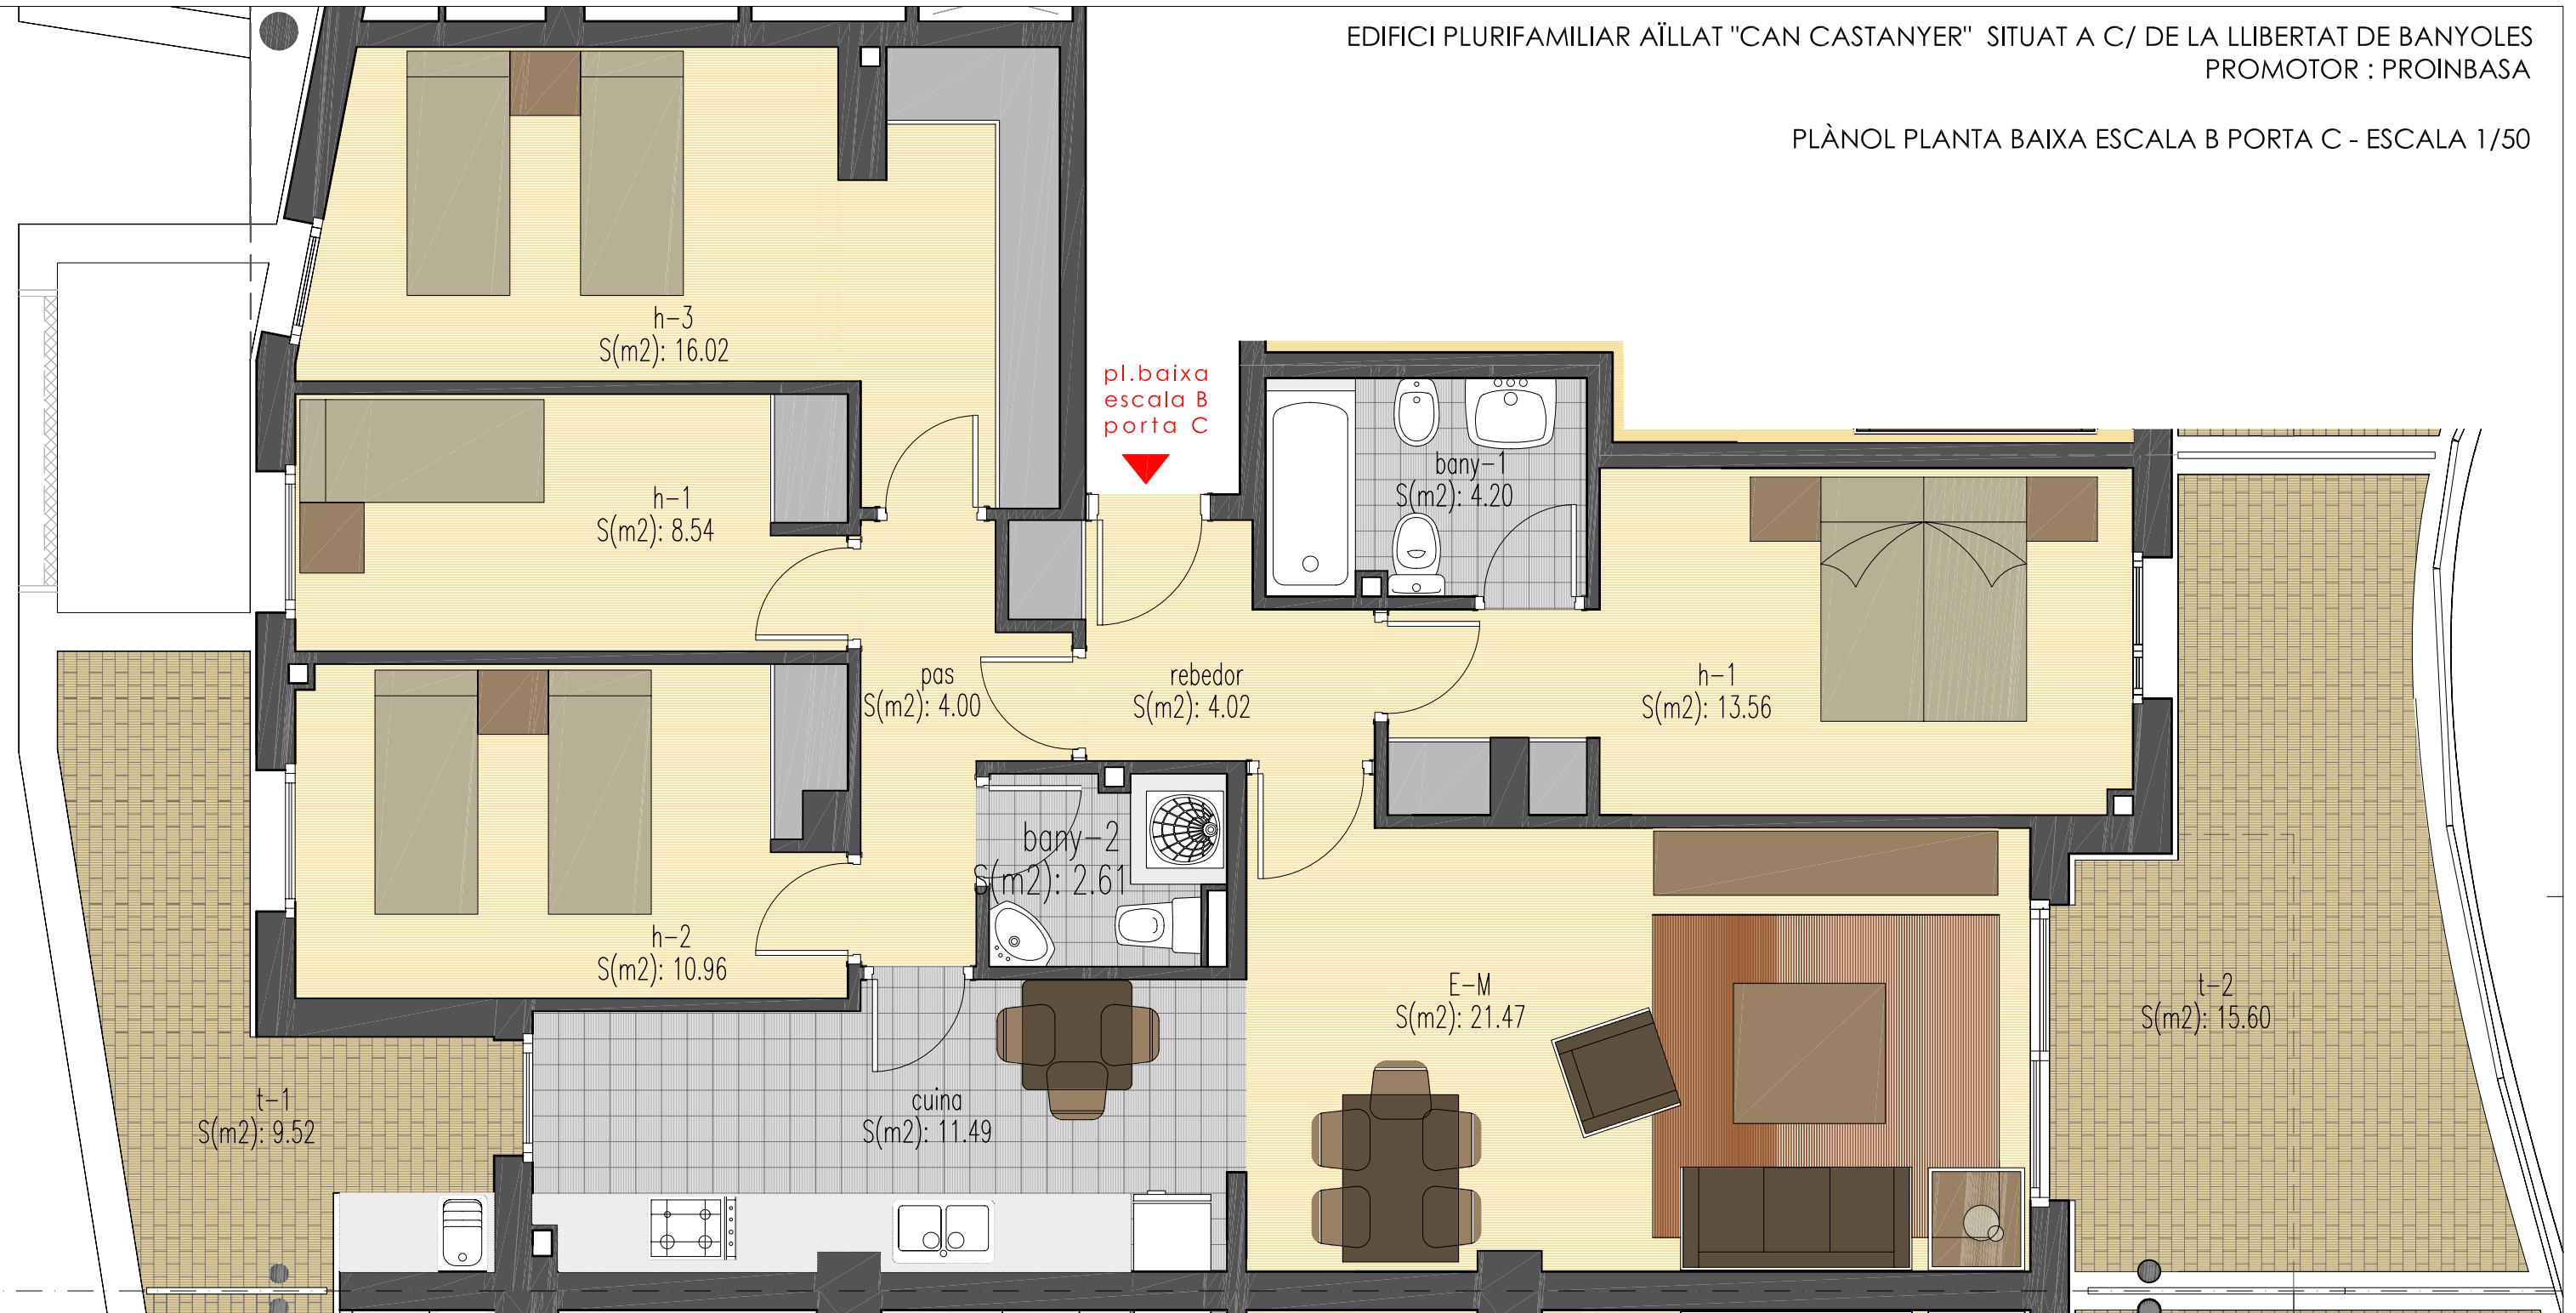 EDIFICI PLURIFAMILIAR AÏLLAT "CAN CASTANYER" SITUAT A C/ DE LA LLIBERTAT DE BANYOLES
PROMOTOR : PROINBASA
PLÀNOL PLANTA BAIXA ESCALA B PORTA C - ESCALA 1/50
h-3
S(m2): 16.02
pl.baixa
escala B
porta C
bany-1
S(m2): 4.20
h-1
S(m2): 8.54
pas
S(m2): 4.00
rebedor
S(m2): 4.02
h-1
S(m2): 13.56
bany-2
S(m2): 2.61
h-2
S(m2): 10.96
E-M
S(m2): 21.47
t-2
S(m2): 15.60
t-1
S(m2): 9.52
cuina
S(m2): 11.49